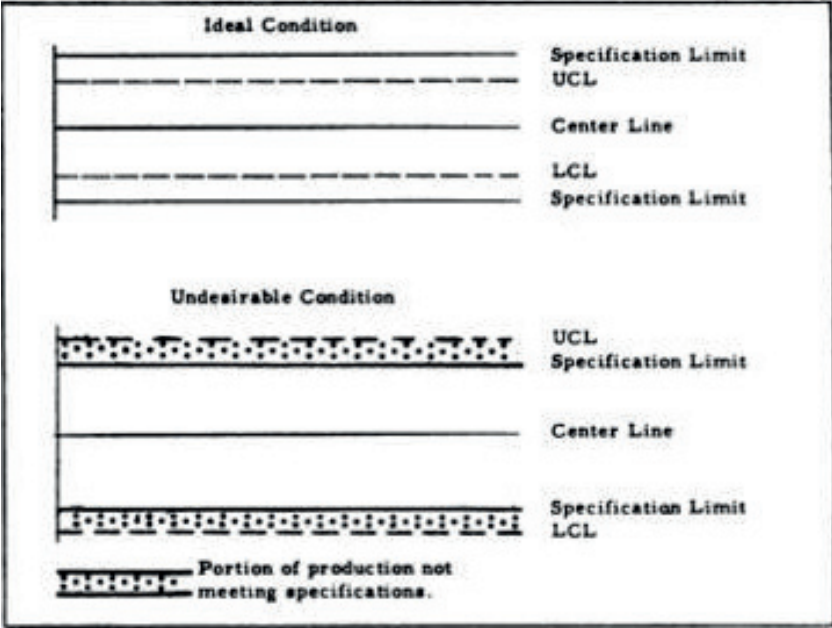 Ideal Condition
Specification Limit
UCL
Center Line
LCL
Specification Limit
Undesirable Condition
UCL
Specification Limit
Center Line
Specification Limit
LCL
Portion of production not
meeting specifications.